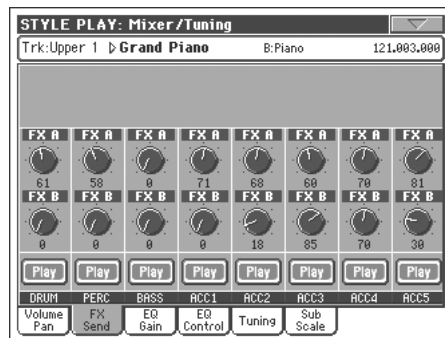 STYLE PLAY: Mixer/Tuning
Trk:Upper 1 ▷Grand Piano B:Piano 121.003.000
FX A FX A FX A FX A FX A FX A FX A FX A
61 58 0 71 68 60 70 81
FX B FX B FX B FX B FX B FX B FX B FX B
0 0 0 0 18 85 70 30
Play Play Play Play Play Play Play Play
DRUM PERC BASS ACC1 ACC2 ACC3 ACC4 ACC5
Volume Pan FX Send EQ Gain EQ Control Tuning Sub Scale